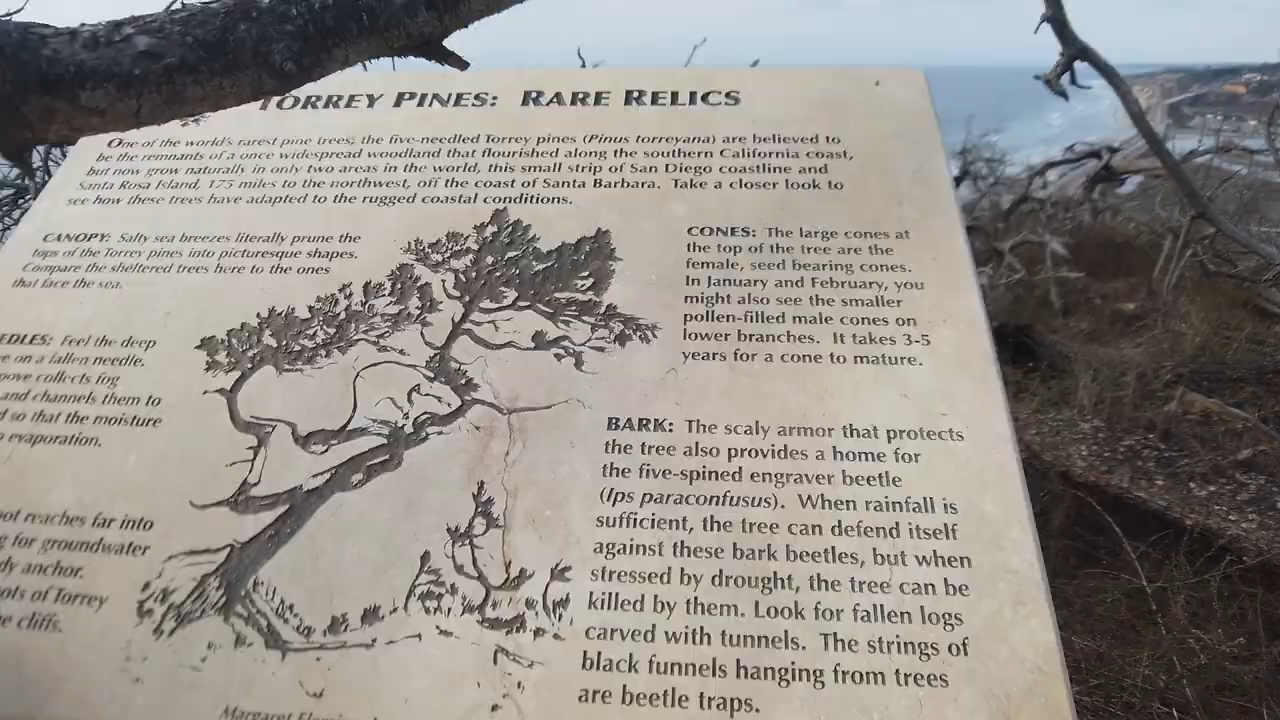 TORREY PINES: RARE RELICS
One of the world's rarest pine trees, the five-needled Torrey pines (Pinus torreyana) are believed to
be the remnants of a once widespread woodland that flourished along the southern California coast,
but now grow naturally in only two areas in the world, this small strip of San Diego coastline and
Santa Rosa Island, 175 miles to the northwest, off the coast of Santa Barbara. Take a closer look to
see how these trees have adapted to the rugged coastal conditions.
CANOPY: Salty sea breezes literally prune the
tops of the Torrey pines into picturesque shapes.
Compare the sheltered trees here to the ones
that face the sea.
EDLES: Feel the deep
on a fallen needle.
collects fog
and channels them to
so that the moisture
evaporation.
reaches far into
for groundwater
anchor.
of Torrey
cliffs.
CONES: The large cones at
the top of the tree are the
female, seed bearing cones.
In January and February, you
might also see the smaller
pollen-filled male cones on
lower branches. It takes 3-5
years for a cone to mature.
BARK: The scaly armor that protects
the tree also provides a home for
the five-spined engraver beetle
(Ips paraconfusus). When rainfall is
sufficient, the tree can defend itself
against these bark beetles, but when
stressed by drought, the tree can be
killed by them. Look for fallen logs
carved with tunnels. The strings of
black funnels hanging from trees
are beetle traps.
Margaret